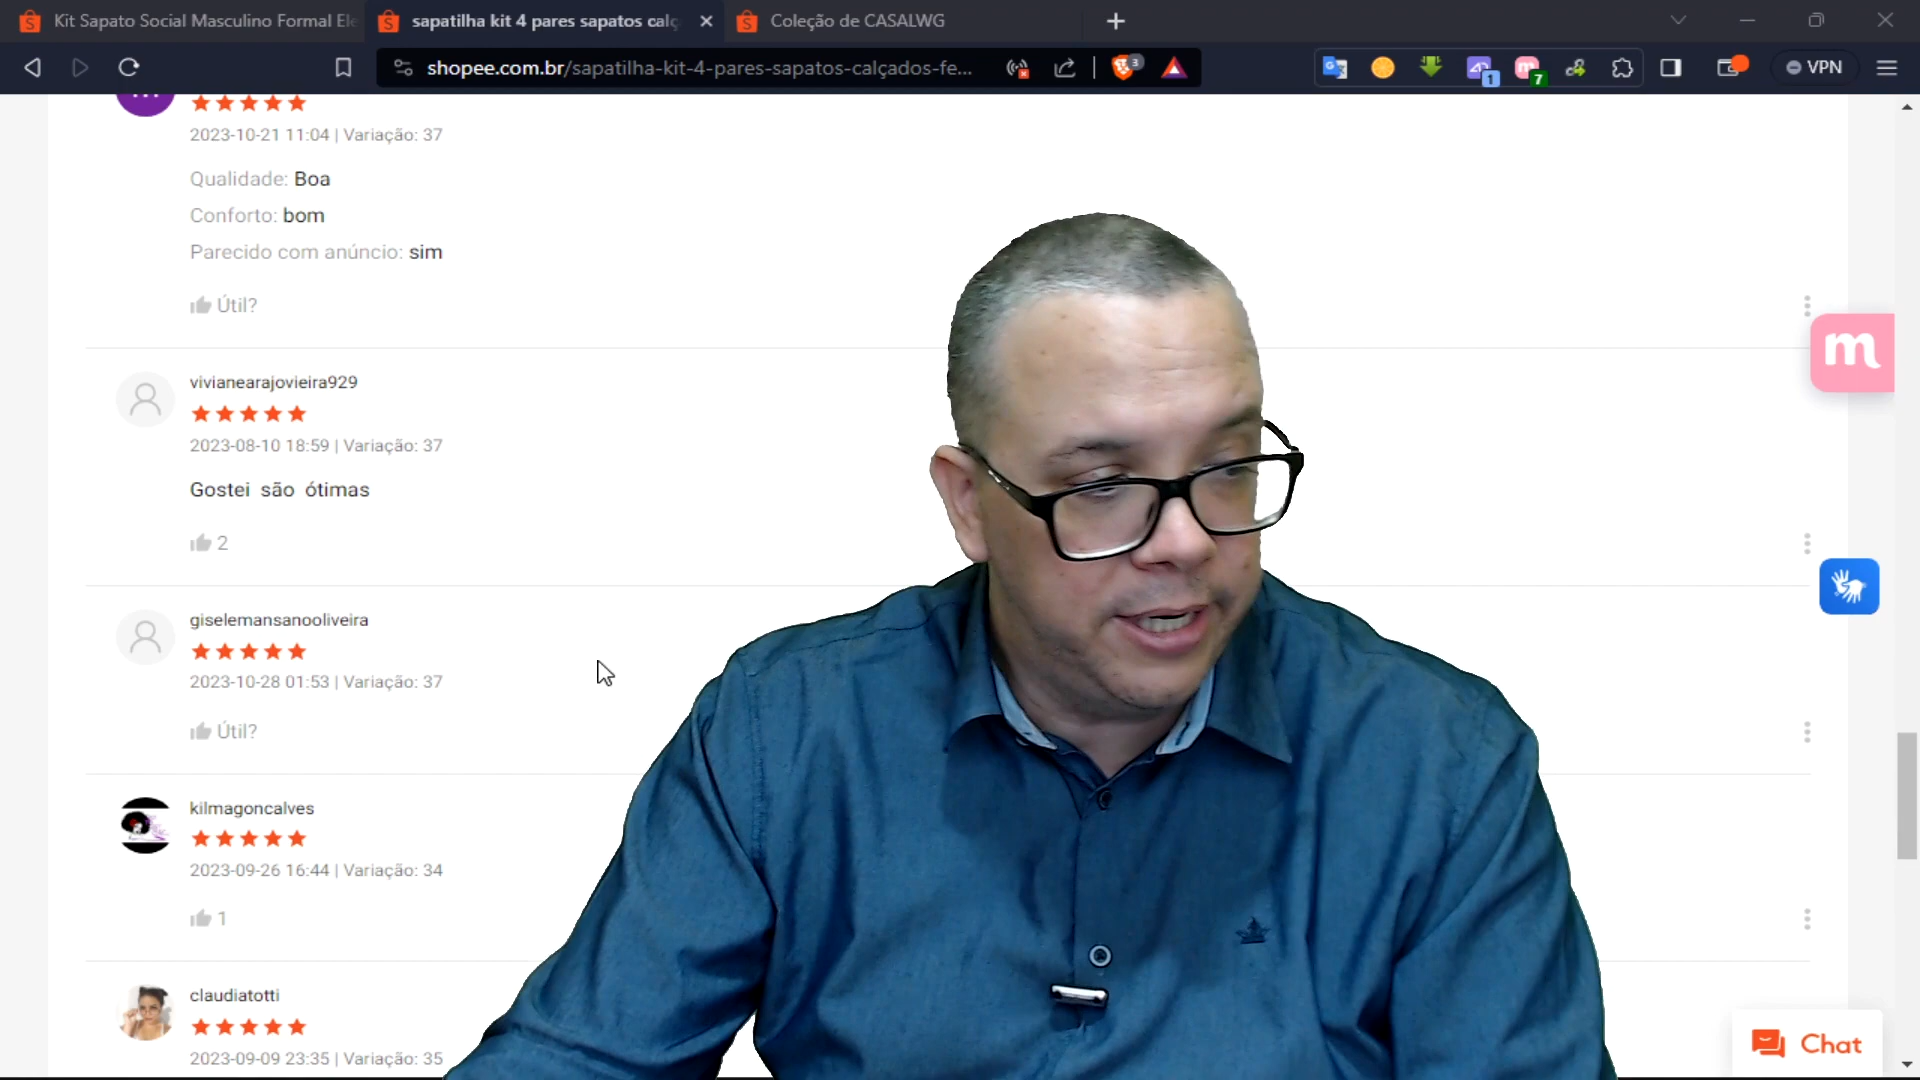 Kit Sapato Social Masculino Formal Ele
sapatilha kit 4 pares sapatos calç
Coleção de CASALWG
shopee.com.br/sapatilha-kit-4-pares-sapatos-calçados-fe...
3
1
7
VPN
2023-10-21 11:04 | Variação: 37
Qualidade: Boa
Conforto: bom
Parecido com anúncio: sim
Útil?
m
vivianearajovieira929
2023-08-10 18:59 | Variação: 37
Gostei são ótimas
2
giselemansanooliveira
2023-10-28 01:53 | Variação: 37
Útil?
kilmagoncalves
2023-09-26 16:44 | Variação: 34
1
claudiatotti
2023-09-09 23:35 | Variação: 35
Chat